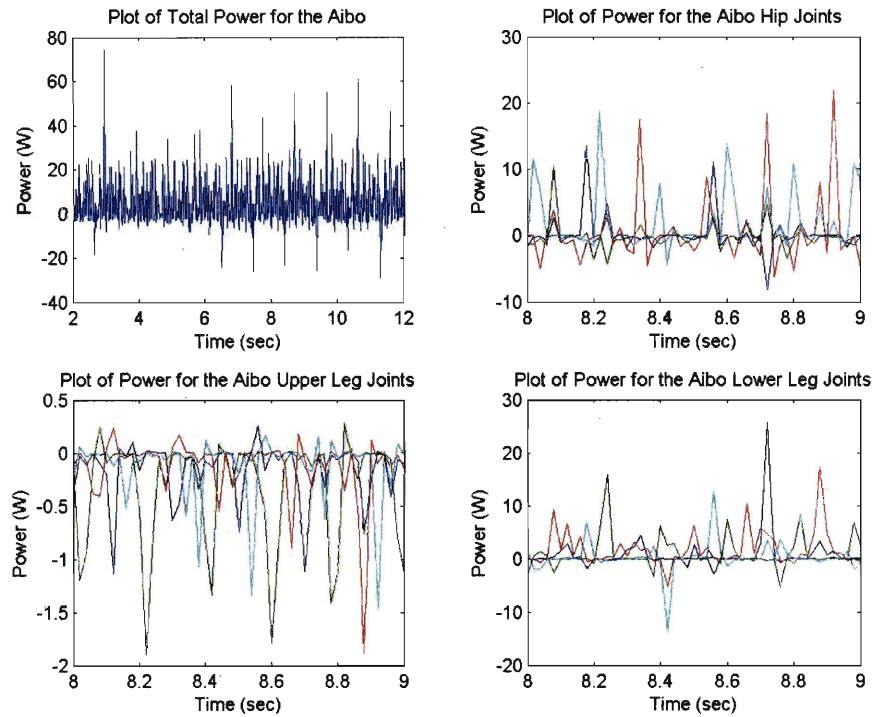 Plot of Total Power for the Aibo
80
60
40
20
0
-20
-40
Power (W)
2 4 6 8 10 12
Time (sec)
Plot of Power for the Aibo Hip Joints
30
20
10
0
-10
Power (W)
8 8.2 8.4 8.6 8.8 9
Time (sec)
Plot of Power for the Aibo Upper Leg Joints
0.5
0
-0.5
-1
-1.5
-2
Power (W)
8 8.2 8.4 8.6 8.8 9
Time (sec)
Plot of Power for the Aibo Lower Leg Joints
30
20
10
0
-10
-20
Power (W)
8 8.2 8.4 8.6 8.8 9
Time (sec)